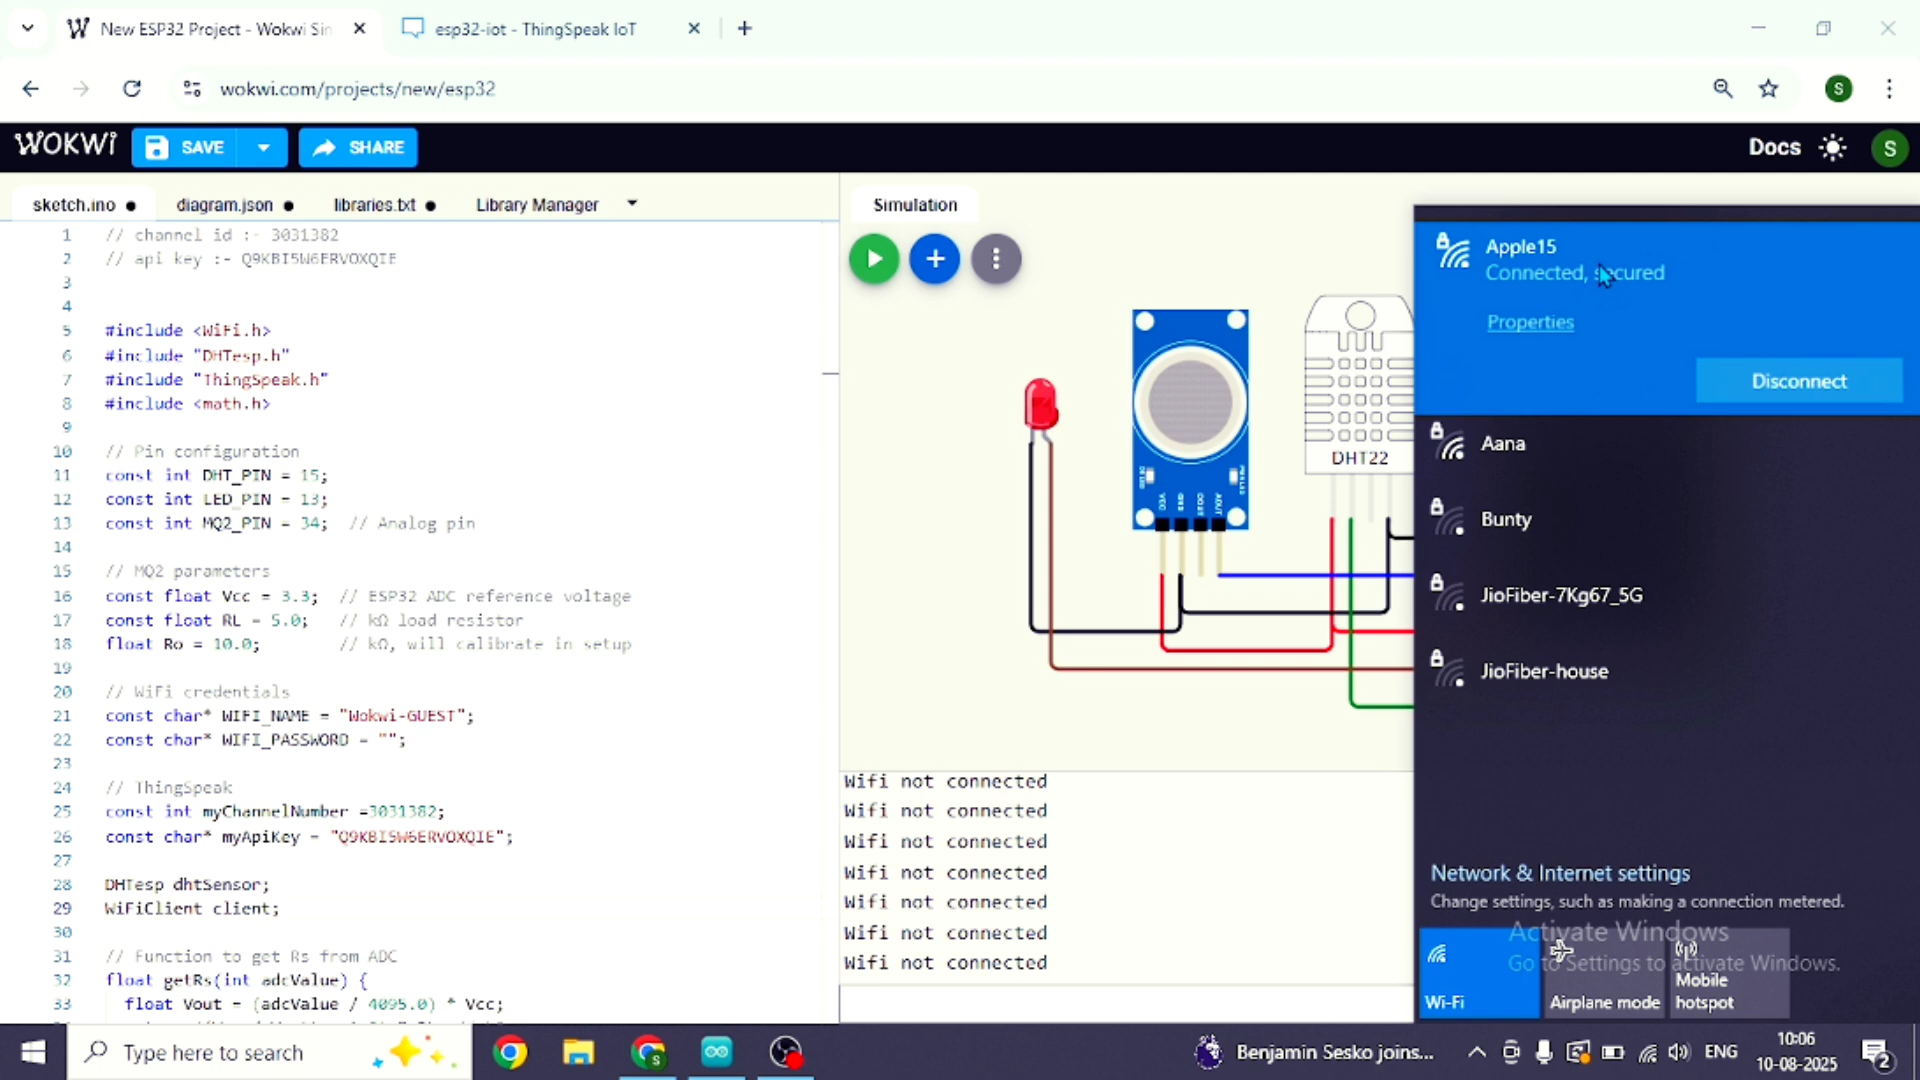 New ESP32 Project - Wokwi Sin
esp32-iot - ThingSpeak IoT
wokwi.com/projects/new/esp32
S
WOKWI
SAVE
SHARE
Docs
S
sketch.ino
diagram.json
libraries.txt
Library Manager
Simulation
1 // channel id :- 3031382
2 // api key :- Q9KBI5W6ERVOXQIE
3
4
5 #include <WiFi.h>
6 #include "DHTesp.h"
7 #include "ThingSpeak.h"
8 #include <math.h>
9
10 // Pin configuration
11 const int DHT_PIN = 15;
12 const int LED_PIN = 13;
13 const int MQ2_PIN = 34; // Analog pin
14
15 // MQ2 parameters
16 const float Vcc = 3.3; // ESP32 ADC reference voltage
17 const float RL = 5.0; // kΩ load resistor
18 float Ro = 10.0; // kΩ, will calibrate in setup
19
20 // WiFi credentials
21 const char* WIFI_NAME = "Wokwi-GUEST";
22 const char* WIFI_PASSWORD = "";
23
24 // ThingSpeak
25 const int myChannelNumber =3031382;
26 const char* myApiKey = "Q9KBI5W6ERVOXQIE";
27
28 DHTesp dhtSensor;
29 WiFiClient client;
30
31 // Function to get Rs from ADC
32 float getRs(int adcValue) {
33 float Vout = (adcValue / 4095.0) * Vcc;
VCC
DHT22
Wifi not connected
Wifi not connected
Wifi not connected
Wifi not connected
Wifi not connected
Wifi not connected
Wifi not connected
Apple15
Connected, secured
Properties
Disconnect
Aana
Bunty
JioFiber-7Kg67_5G
JioFiber-house
Network & Internet settings
Change settings, such as making a connection metered.
Activate Windows
Go to Settings to activate Windows.
Wi-Fi
Airplane mode
Mobile
hotspot
Type here to search
Benjamin Sesko joins...
ENG
10:06
10-08-2025
2